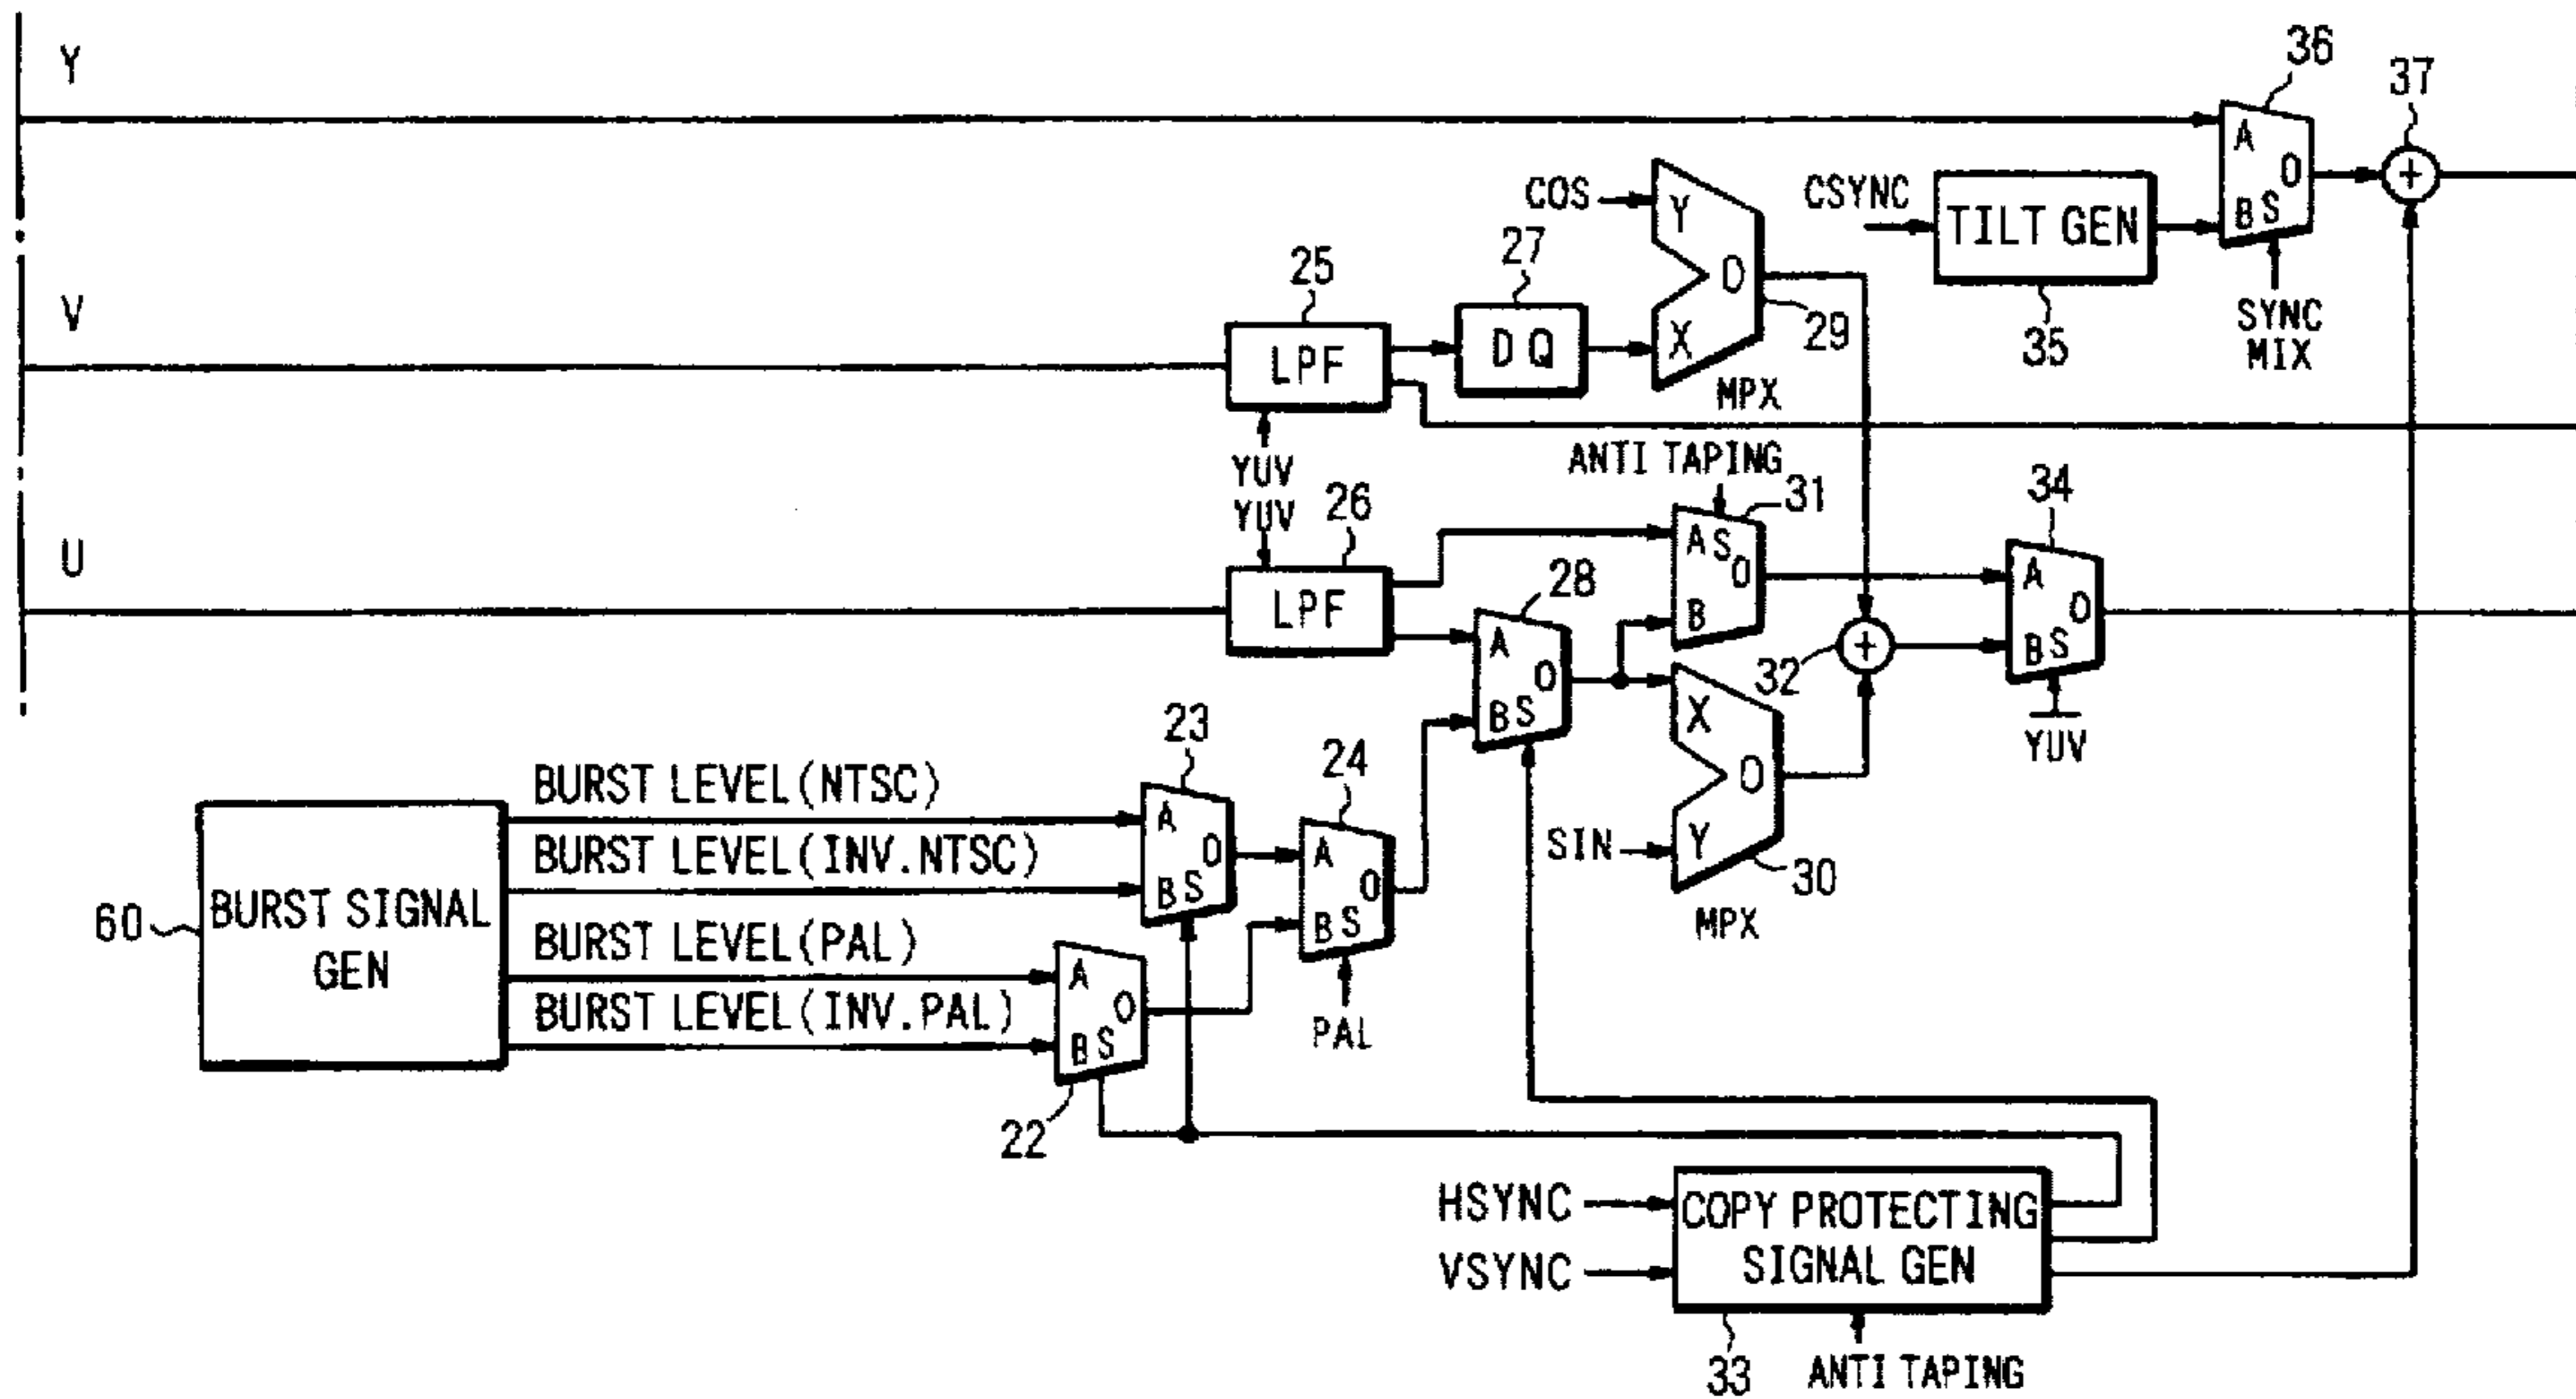 Y
36
37
A
O
B S
COS
Y
O
X
29
MPX
CSYNC
TILT GEN
35
SYNC
MIX
V
25
LPF
27
D Q
YUV
YUV
ANTI TAPING
31
A S
O
B
34
A
O
B S
YUV
U
26
LPF
28
A
O
B S
32
X
O
Y
SIN
30
MPX
23
A
O
B S
24
A
O
B S
PAL
60
BURST SIGNAL
GEN
BURST LEVEL(NTSC)
BURST LEVEL(INV.NTSC)
BURST LEVEL(PAL)
BURST LEVEL(INV.PAL)
A
O
B S
22
HSYNC
VSYNC
COPY PROTECTING
SIGNAL GEN
33
ANTI TAPING